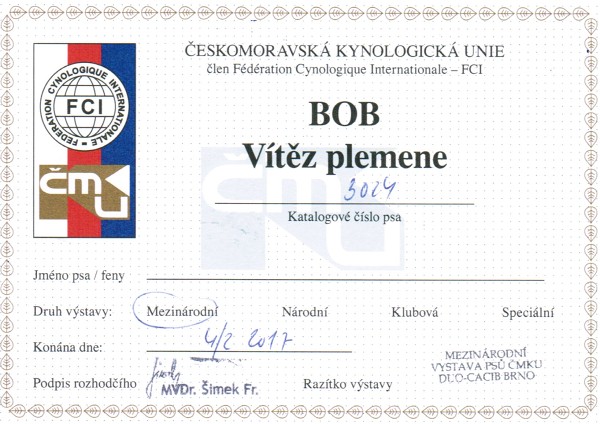 ČESKOMORAVSKÁ KYNOLOGICKÁ UNIE
člen Fédération Cynologique Internationale – FCI
FÉDÉRATION CYNOLOGIQUE INTERNATIONALE
FCI
ČMKU
BOB
Vítěz plemene
3024
Katalogové číslo psa
Jméno psa / feny
Druh výstavy: Mezinárodní Národní Klubová Speciální
Konána dne: 4/2 2017
Podpis rozhodčího MVDr. Šimek Fr. Razítko výstavy
MEZINÁRODNÍ
VÝSTAVA PSŮ ČMKU
DUO-CACIB BRNO